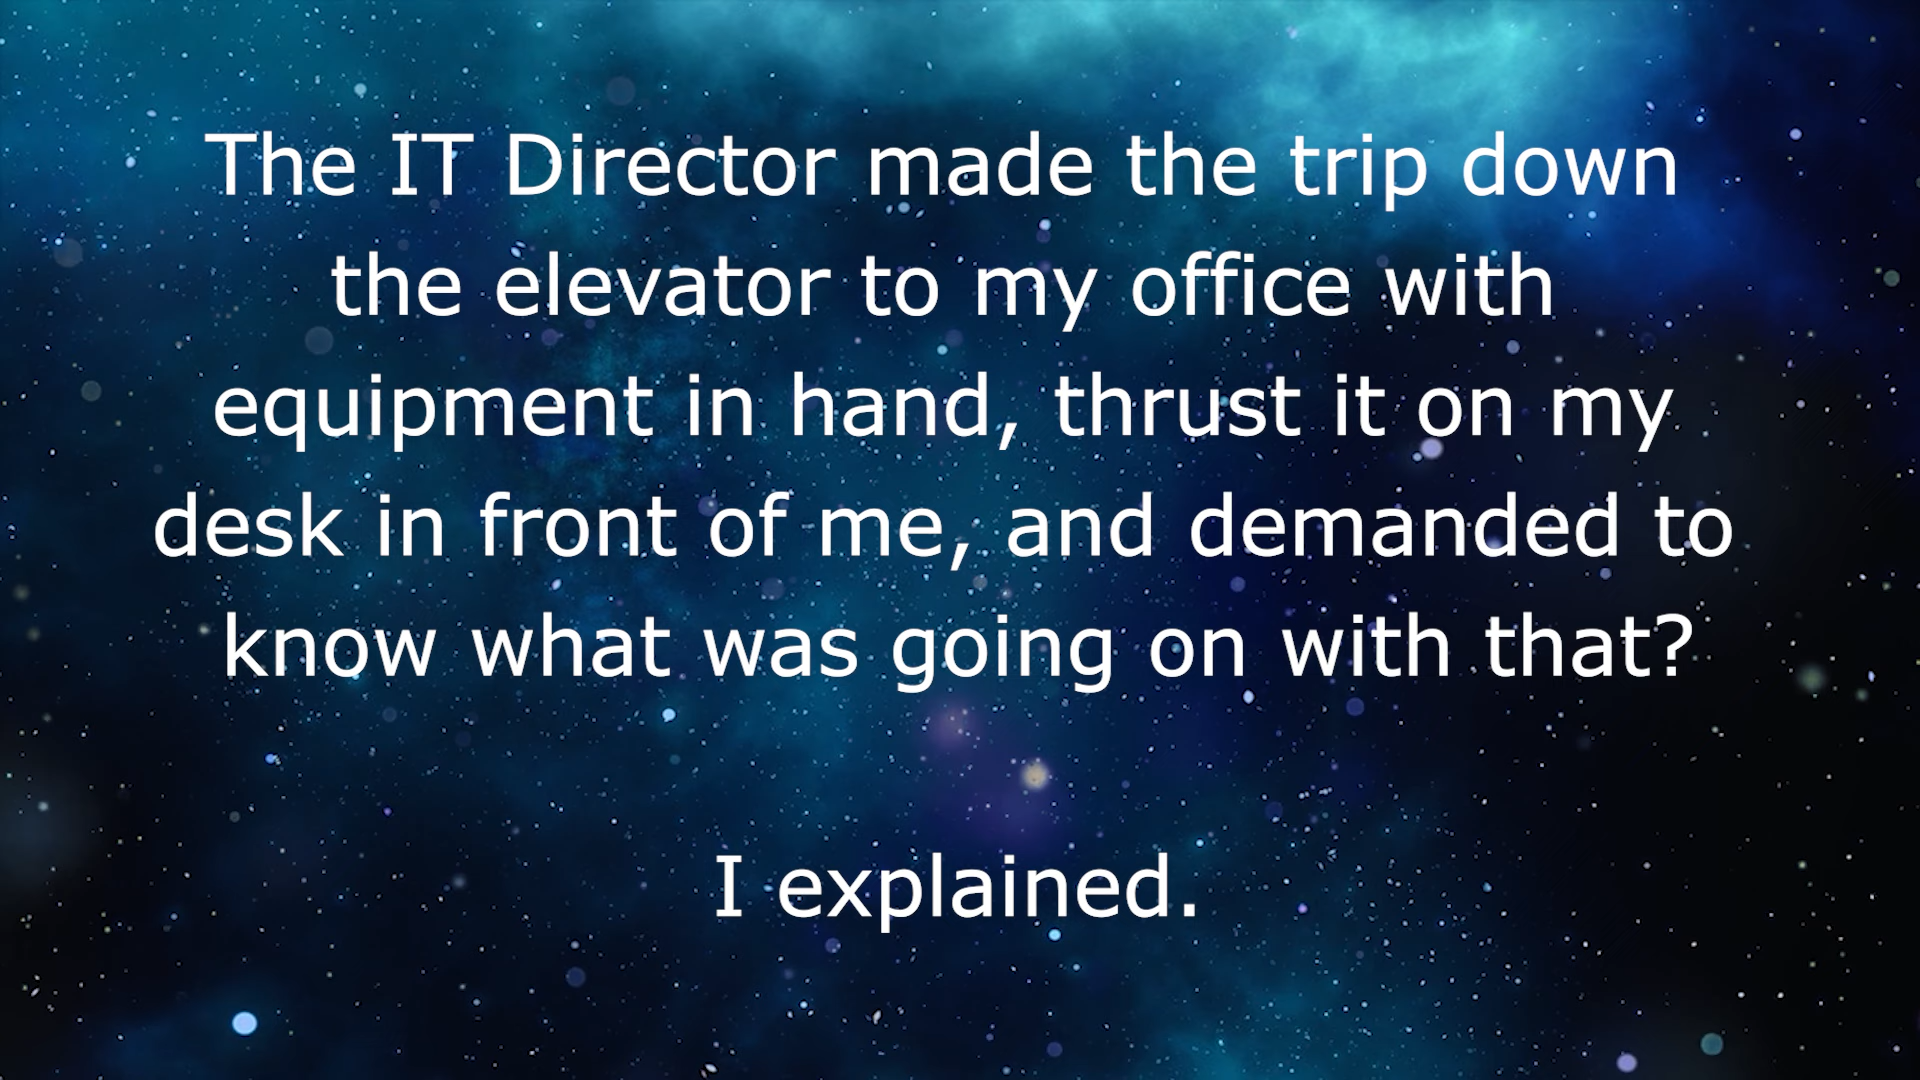 The IT Director made the trip down
the elevator to my office with
equipment in hand, thrust it on my
desk in front of me, and demanded to
know what was going on with that?
I explained.